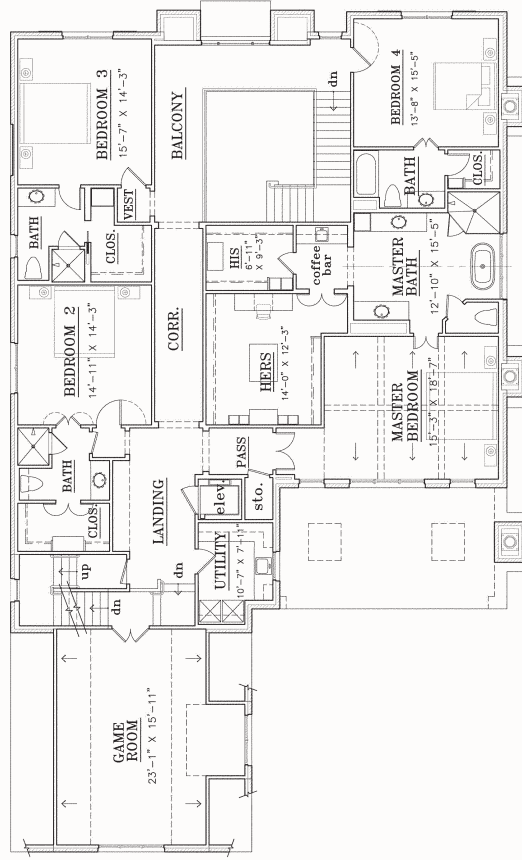 BEDROOM 3
15'-7" X 14'-3"
BALCONY
dn
BEDROOM 4
13'-8" X 15'-5"
BATH
CLOS.
VEST
BATH
CLOS.
HIS
6'-11"
X 9'-3"
coffee
bar
MASTER
BATH
12'-10" X 15'-5"
BEDROOM 2
14'-11" X 14'-3"
CORR.
HERS
14'-0" X 12'-3"
MASTER
BEDROOM
15'-3" X 18'-7"
BATH
CLOS.
LANDING
PASS
elev.
sto.
UTILITY
10'-7" X 7'-1"
up
dn
dn
GAME
ROOM
23'-1" X 15'-11"